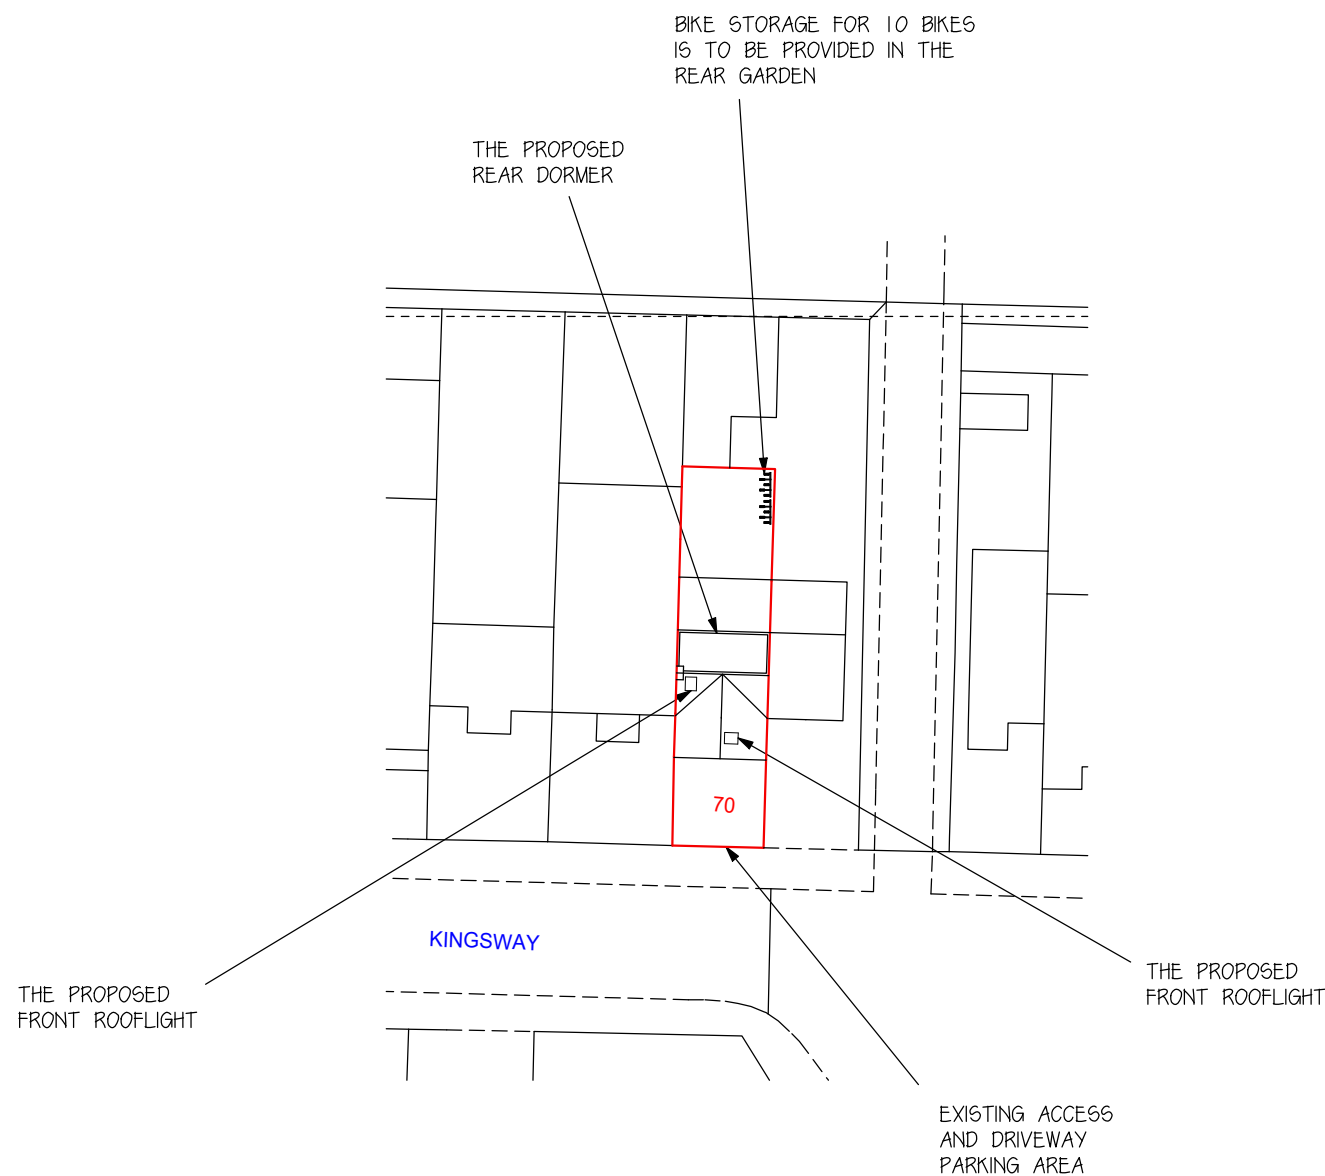 BIKE STORAGE FOR 10 BIKES
IS TO BE PROVIDED IN THE
REAR GARDEN
THE PROPOSED
REAR DORMER
70
KINGSWAY
THE PROPOSED
FRONT ROOFLIGHT
THE PROPOSED
FRONT ROOFLIGHT
EXISTING ACCESS
AND DRIVEWAY
PARKING AREA